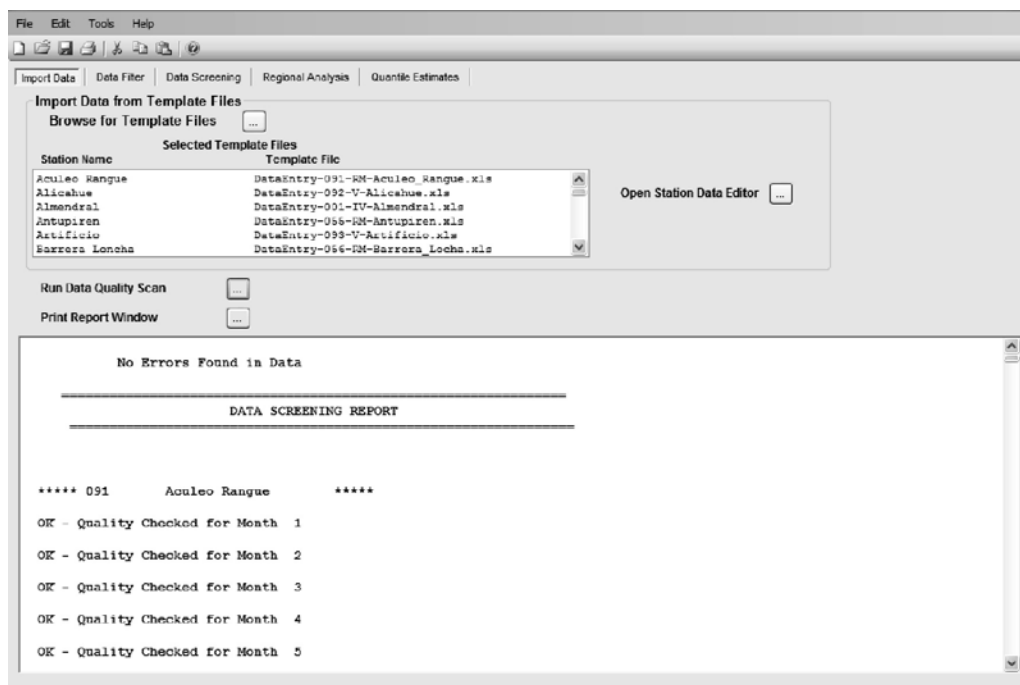 File Edit Tools Help
Import Data Data Filter Data Screening Regional Analysis Quantile Estimates
Import Data from Template Files
Browse for Template Files ...
Selected Template Files
Station Name Template File
Aculeo Rangue DataEntry-091-RM-Aculeo_Rangue.xls
Alicahue DataEntry-092-V-Alicahue.xls
Almendral DataEntry-001-IV-Almendral.xls
Antupiren DataEntry-055-RM-Antupiren.xls
Artificio DataEntry-093-V-Artificio.xls
Barrera Loncha DataEntry-056-RM-Barrera_Locha.xls
Open Station Data Editor ...
Run Data Quality Scan ...
Print Report Window ...
No Errors Found in Data
DATA SCREENING REPORT
***** 091 Aculeo Rangue *****
OK - Quality Checked for Month 1
OK - Quality Checked for Month 2
OK - Quality Checked for Month 3
OK - Quality Checked for Month 4
OK - Quality Checked for Month 5